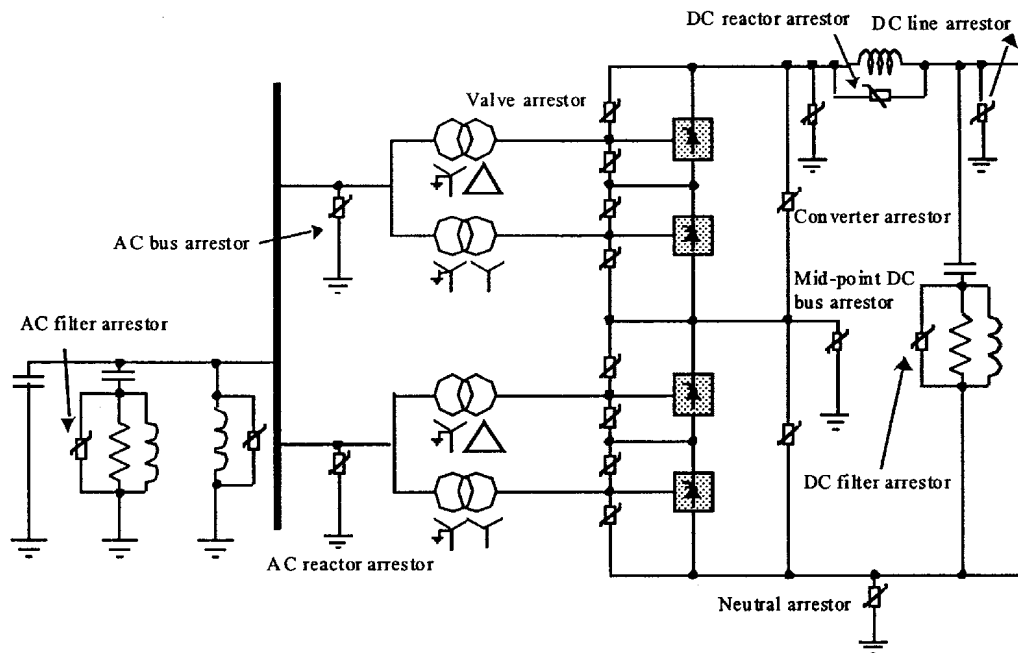 DC reactor arrestor
DC line arrestor
Valve arrestor
Converter arrestor
AC bus arrestor
Mid-point DC
bus arrestor
AC filter arrestor
DC filter arrestor
AC reactor arrestor
Neutral arrestor